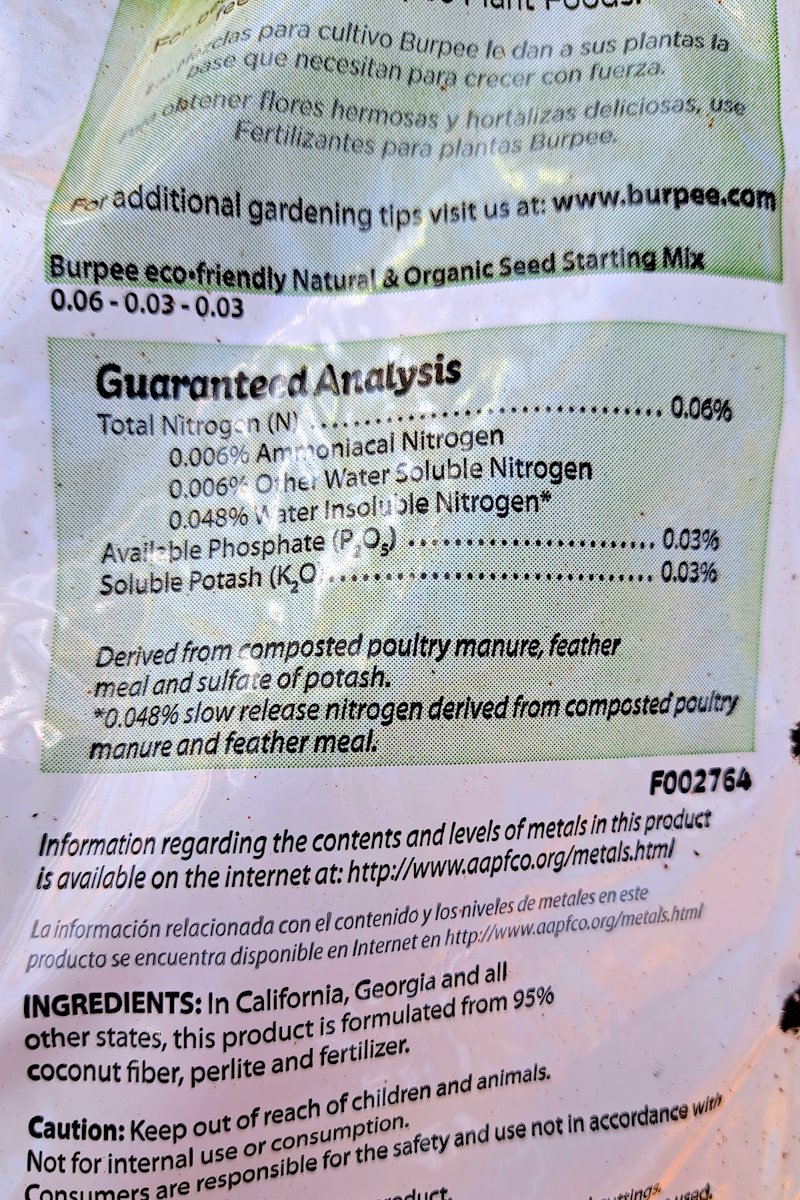 Plant Foods.
For
Mezclas para cultivo Burpee le dan a sus plantas la
base que necesitan para crecer con fuerza.
obtener flores hermosas y hortalizas deliciosas, use
Fertilizantes para plantas Burpee.
For additional gardening tips visit us at: www.burpee.com
Burpee eco•friendly Natural & Organic Seed Starting Mix
0.06 - 0.03 - 0.03
Guaranteed Analysis
Total Nitrogen (N) .......................................... 0.06%
0.006% Ammoniacal Nitrogen
0.006% Other Water Soluble Nitrogen
0.048% Water Insoluble Nitrogen*
Available Phosphate (P₂O₅) ............................. 0.03%
Soluble Potash (K₂O ...................................... 0.03%
Derived from composted poultry manure, feather
meal and sulfate of potash.
*0.048% slow release nitrogen derived from composted poultry
manure and feather meal.
F002764
Information regarding the contents and levels of metals in this product
is available on the internet at: http://www.aapfco.org/metals.html
La información relacionada con el contenido y los niveles de metales en este
producto se encuentra disponible en Internet en http://www.aapfco.org/metals.html
INGREDIENTS: In California, Georgia and all
other states, this product is formulated from 95%
coconut fiber, perlite and fertilizer.
Caution: Keep out of reach of children and animals.
Not for internal use or consumption.
Consumers are responsible for the safety and use not in accordance with
product.
used.